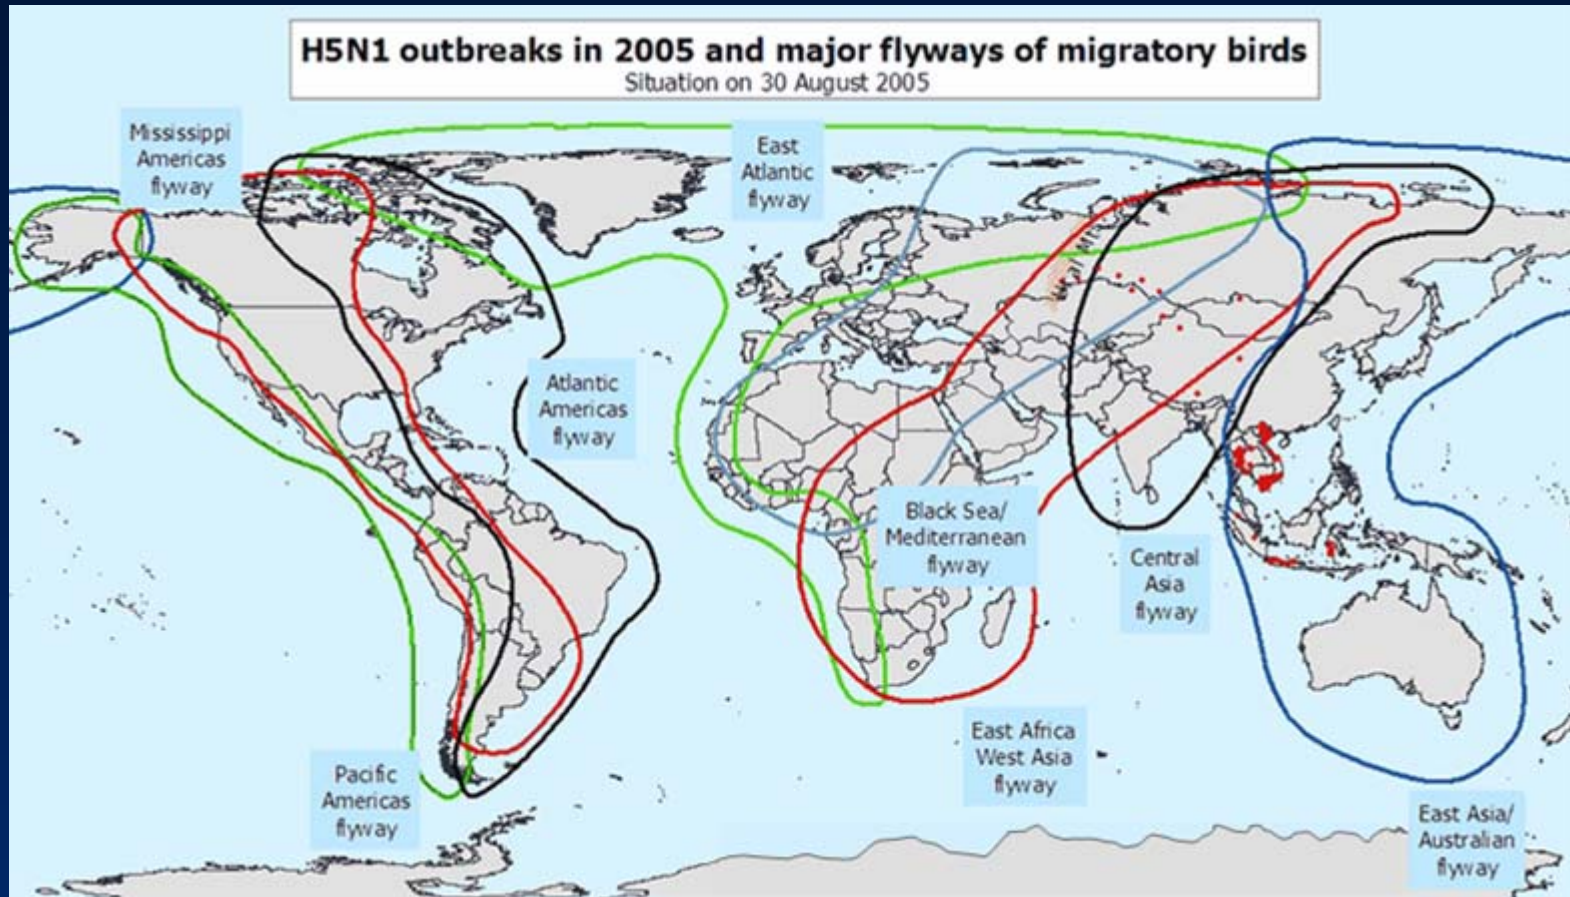 H5N1 outbreaks in 2005 and major flyways of migratory birds
Situation on 30 August 2005
Mississippi
Americas
flyway
East
Atlantic
flyway
Atlantic
Americas
flyway
Black Sea/
Mediterranean
flyway
Central
Asia
flyway
East Africa
West Asia
flyway
Pacific
Americas
flyway
East Asia/
Australian
flyway